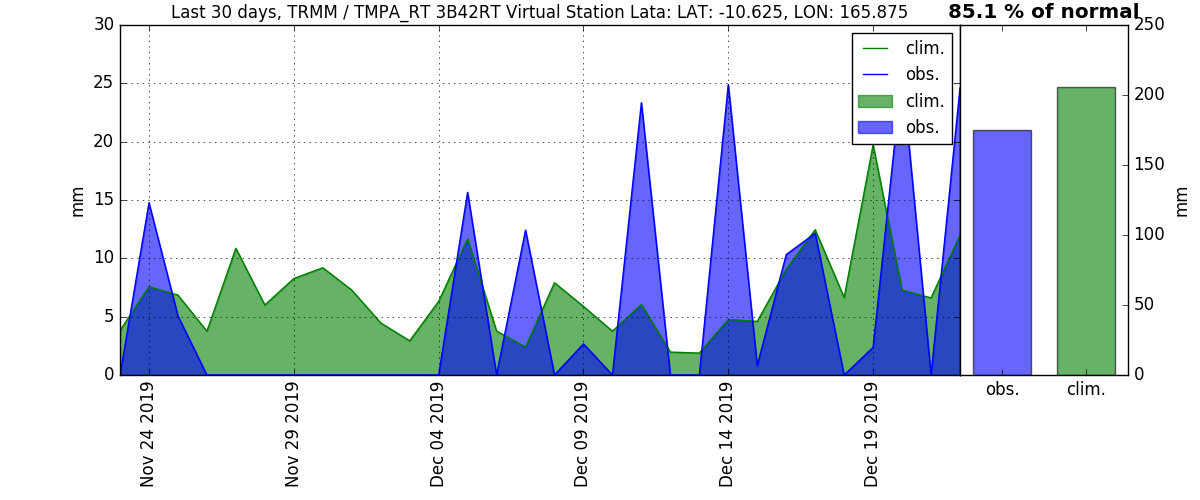 Last 30 days, TRMM / TMPA_RT 3B42RT Virtual Station Lata: LAT: -10.625, LON: 165.875
85.1 % of normal
mm
30
25
20
15
10
5
0
clim.
obs.
clim.
obs.
Nov 24 2019
Nov 29 2019
Dec 04 2019
Dec 09 2019
Dec 14 2019
Dec 19 2019
obs.
clim.
250
200
150
100
50
0
mm